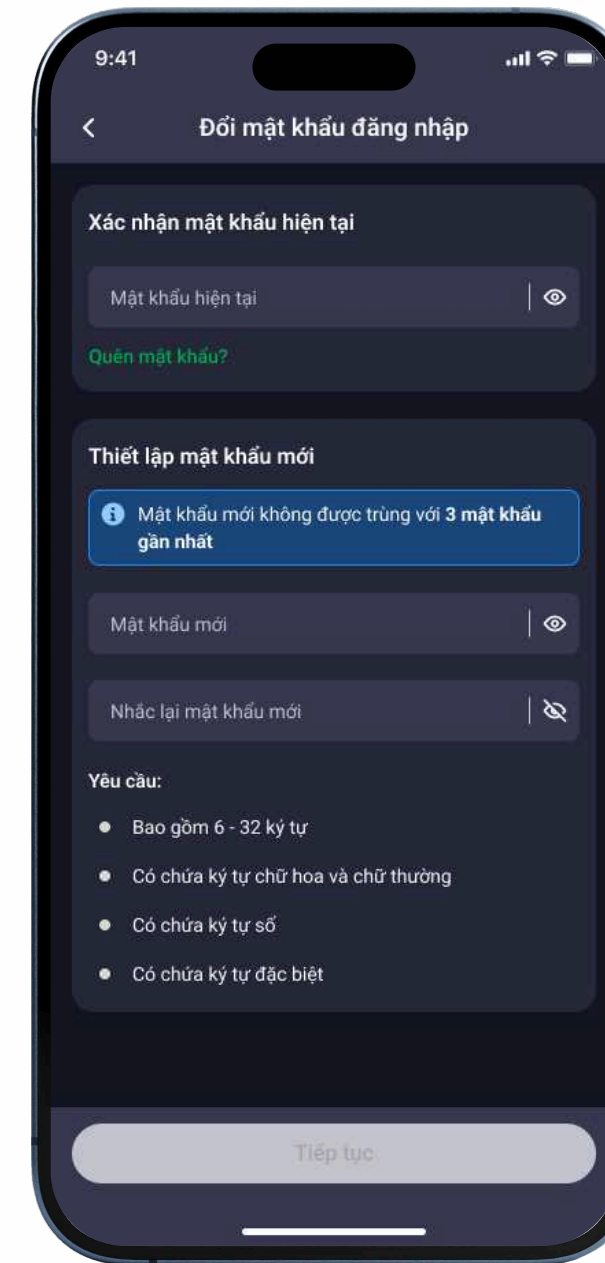 9:41
Đổi mật khẩu đăng nhập
Xác nhận mật khẩu hiện tại
Mật khẩu hiện tại
Quên mật khẩu?
Thiết lập mật khẩu mới
Mật khẩu mới không được trùng với 3 mật khẩu
gần nhất
Mật khẩu mới
Nhắc lại mật khẩu mới
Yêu cầu:
Bao gồm 6 - 32 ký tự
Có chứa ký tự chữ hoa và chữ thường
Có chứa ký tự số
Có chứa ký tự đặc biệt
Tiếp tục